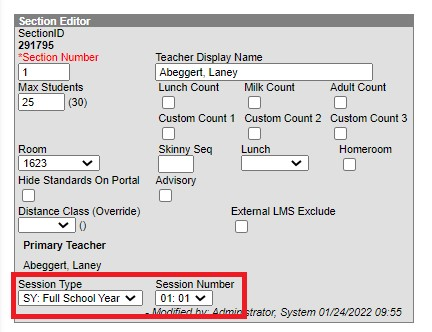 Section Editor
SectionID
291795
*Section Number Teacher Display Name
1 Abeggert, Laney
Max Students Lunch Count Milk Count Adult Count
25 (30)
Custom Count 1 Custom Count 2 Custom Count 3
Room Skinny Seq Lunch Homeroom
1623
Hide Standards On Portal Advisory
Distance Class (Override) External LMS Exclude
()
Primary Teacher
Abeggert, Laney
Session Type Session Number
SY: Full School Year 01: 01
- Modified by: Administrator, System 01/24/2022 09:55